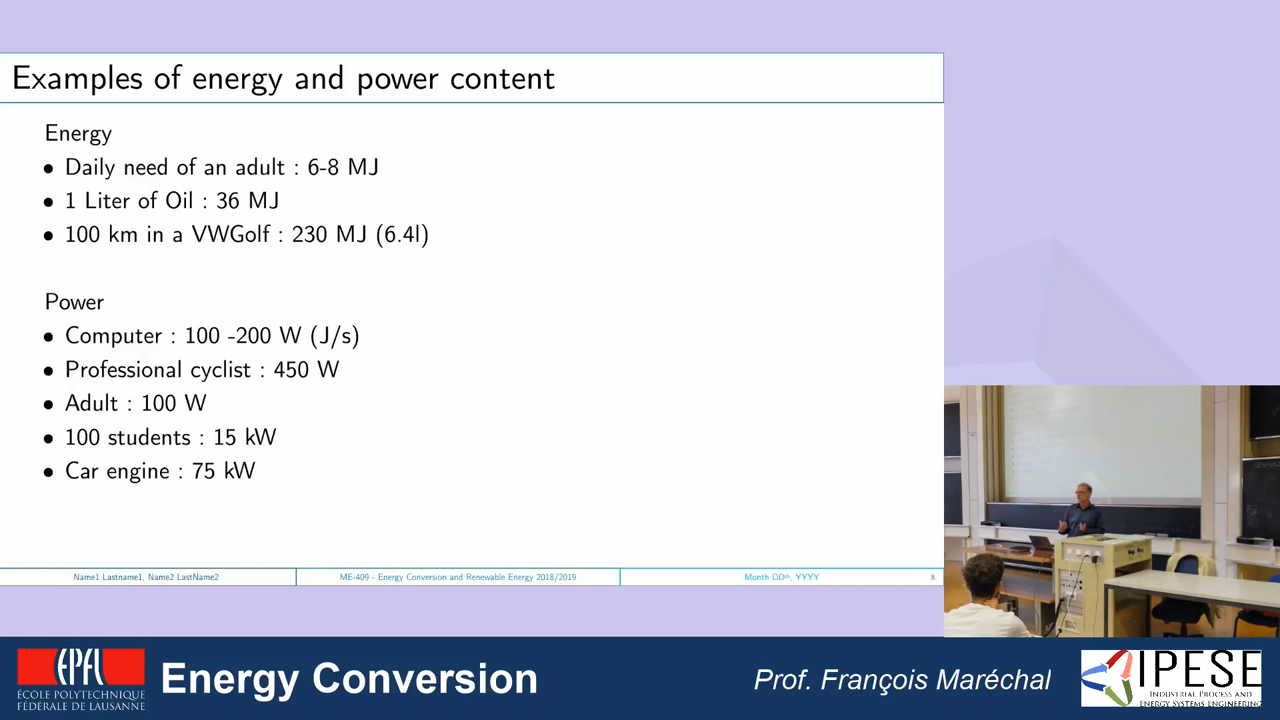 Examples of energy and power content
Energy
• Daily need of an adult : 6-8 MJ
• 1 Liter of Oil : 36 MJ
• 100 km in a VWGolf : 230 MJ (6.4l)
Power
• Computer : 100 -200 W (J/s)
• Professional cyclist : 450 W
• Adult : 100 W
• 100 students : 15 kW
• Car engine : 75 kW
Name1 Lastname1, Name2 LastName2
ME-409 - Energy Conversion and Renewable Energy 2018/2019
Month DDth, YYYY
8
EPFL
ÉCOLE POLYTECHNIQUE
FÉDÉRALE DE LAUSANNE
Energy Conversion
Prof. François Maréchal
IPESE
Industrial Process and
Energy Systems Engineering